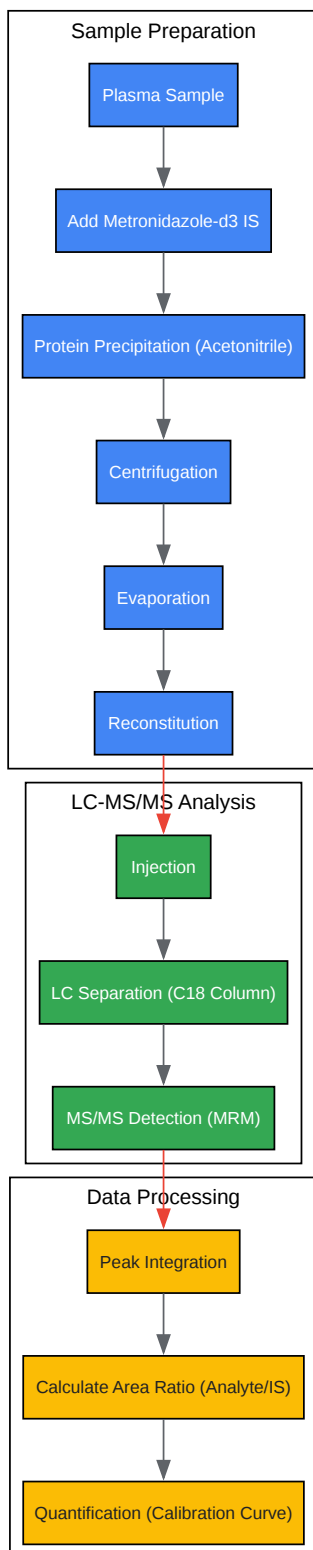 Sample Preparation
Plasma Sample
Add Metronidazole-d3 IS
Protein Precipitation (Acetonitrile)
Centrifugation
Evaporation
Reconstitution
LC-MS/MS Analysis
Injection
LC Separation (C18 Column)
MS/MS Detection (MRM)
Data Processing
Peak Integration
Calculate Area Ratio (Analyte/IS)
Quantification (Calibration Curve)